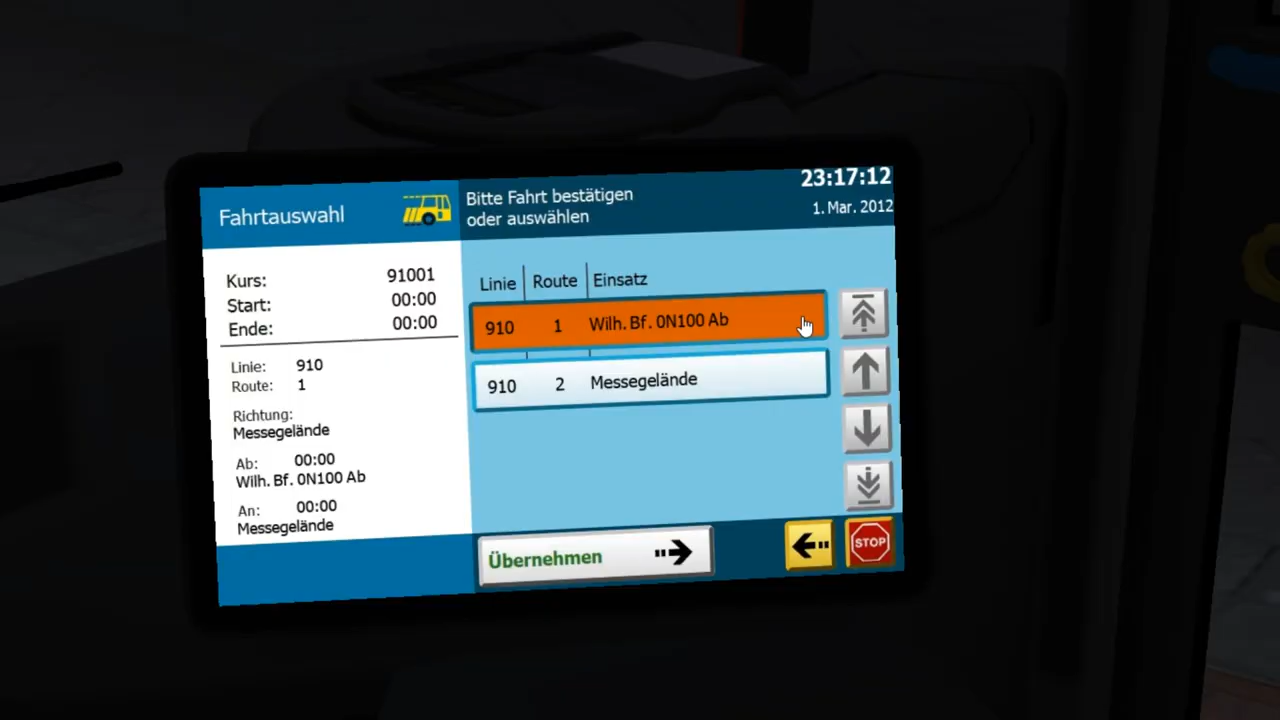 Fahrtauswahl
Bitte Fahrt bestätigen
oder auswählen
23:17:12
1. Mar. 2012
Kurs: 91001
Start: 00:00
Ende: 00:00
Linie: 910
Route: 1
Richtung:
Messegelände
Ab: 00:00
Wilh. Bf. 0N100 Ab
An: 00:00
Messegelände
Linie Route Einsatz
910 1 Wilh. Bf. 0N100 Ab
910 2 Messegelände
Übernehmen
STOP